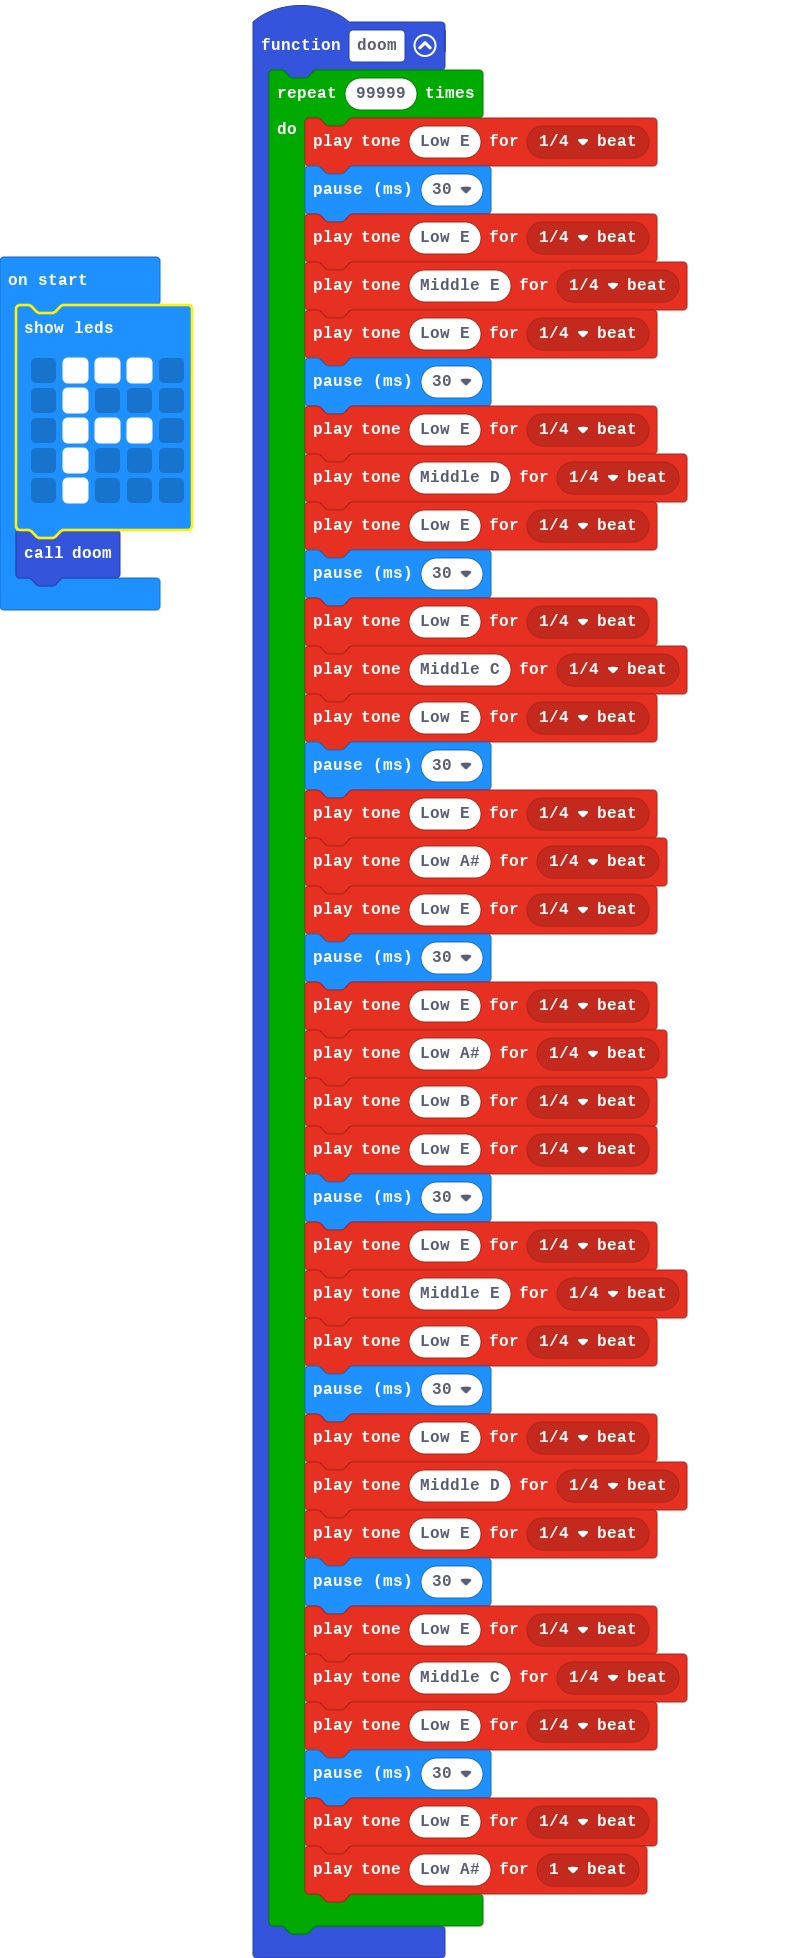 on start
show leds
call doom
function doom
repeat 99999 times
do
play tone Low E for 1/4 beat
pause (ms) 30
play tone Low E for 1/4 beat
play tone Middle E for 1/4 beat
play tone Low E for 1/4 beat
pause (ms) 30
play tone Low E for 1/4 beat
play tone Middle D for 1/4 beat
play tone Low E for 1/4 beat
pause (ms) 30
play tone Low E for 1/4 beat
play tone Middle C for 1/4 beat
play tone Low E for 1/4 beat
pause (ms) 30
play tone Low E for 1/4 beat
play tone Low A# for 1/4 beat
play tone Low E for 1/4 beat
pause (ms) 30
play tone Low E for 1/4 beat
play tone Low A# for 1/4 beat
play tone Low B for 1/4 beat
play tone Low E for 1/4 beat
pause (ms) 30
play tone Low E for 1/4 beat
play tone Middle E for 1/4 beat
play tone Low E for 1/4 beat
pause (ms) 30
play tone Low E for 1/4 beat
play tone Middle D for 1/4 beat
play tone Low E for 1/4 beat
pause (ms) 30
play tone Low E for 1/4 beat
play tone Middle C for 1/4 beat
play tone Low E for 1/4 beat
pause (ms) 30
play tone Low E for 1/4 beat
play tone Low A# for 1 beat